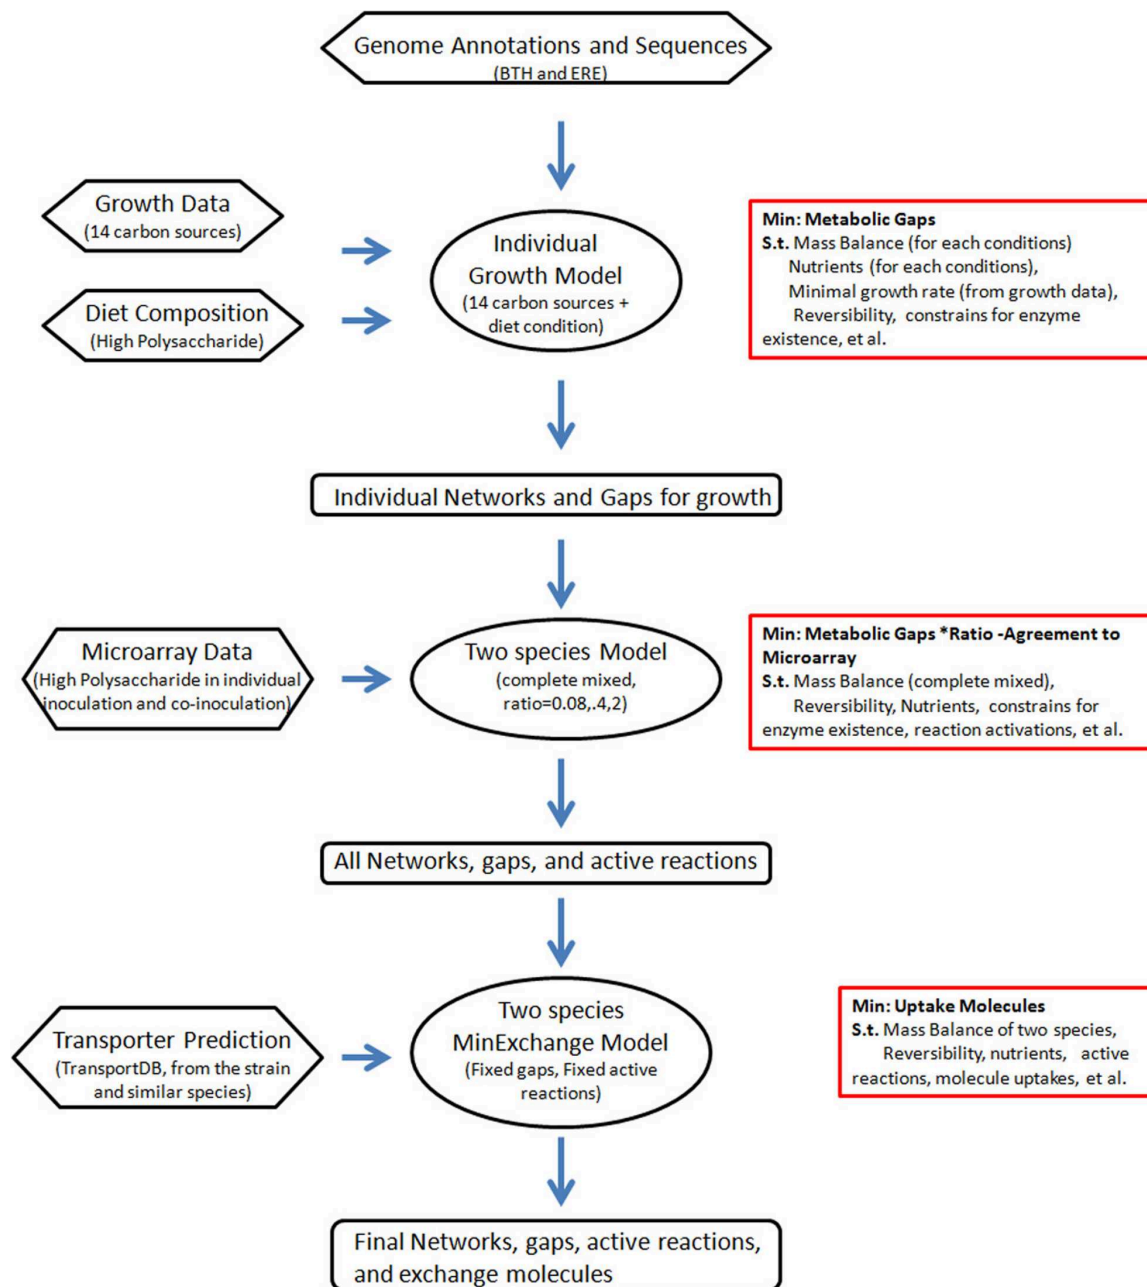 Genome Annotations and Sequences
(BTH and ERE)
Growth Data
(14 carbon sources)
Diet Composition
(High Polysaccharide)
Individual
Growth Model
(14 carbon sources +
diet condition)
Min: Metabolic Gaps
S.t. Mass Balance (for each conditions)
Nutrients (for each conditions),
Minimal growth rate (from growth data),
Reversibility, constrains for enzyme
existence, et al.
Individual Networks and Gaps for growth
Microarray Data
(High Polysaccharide in individual
inoculation and co-inoculation)
Two species Model
(complete mixed,
ratio=0.08,.4,2)
Min: Metabolic Gaps *Ratio -Agreement to
Microarray
S.t. Mass Balance (complete mixed),
Reversibility, Nutrients, constrains for
enzyme existence, reaction activations, et al.
All Networks, gaps, and active reactions
Transporter Prediction
(TransportDB, from the strain
and similar species)
Two species
MinExchange Model
(Fixed gaps, Fixed active
reactions)
Min: Uptake Molecules
S.t. Mass Balance of two species,
Reversibility, nutrients, active
reactions, molecule uptakes, et al.
Final Networks, gaps, active reactions,
and exchange molecules